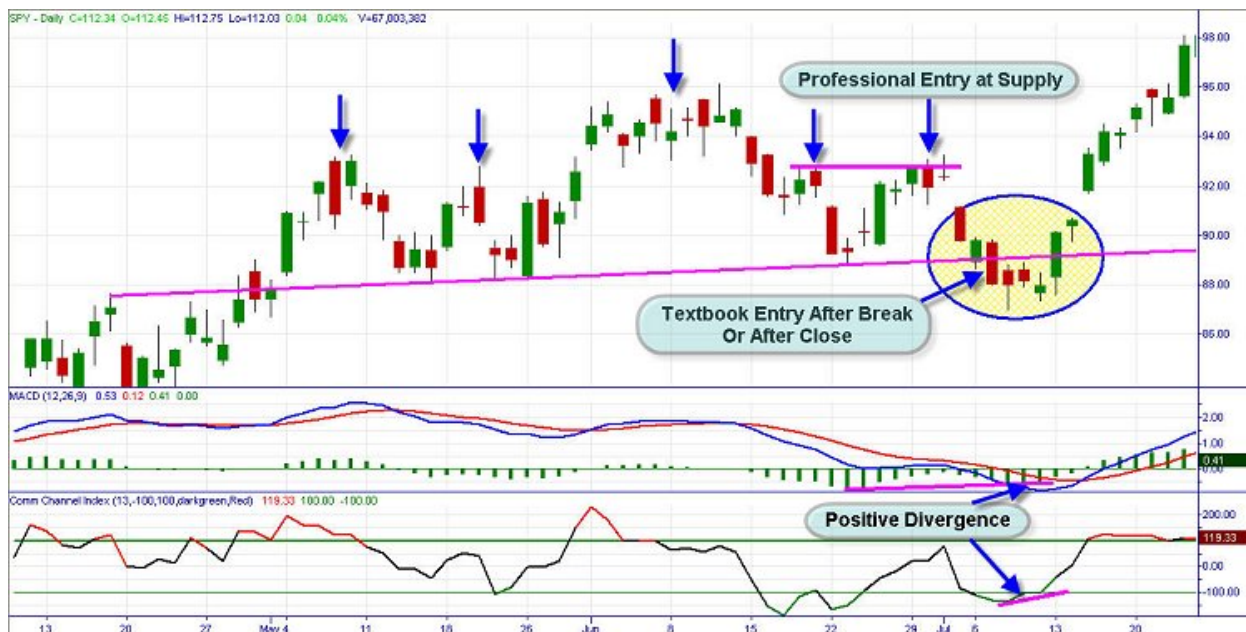 SPY - Daily C=112.34 O=112.45 Hi=112.75 Lo=112.03 0.04 0.04% V=67,003,382
98.00
Professional Entry at Supply
96.00
94.00
92.00
90.00
88.00
Textbook Entry After Break
Or After Close
86.00
MACD (12,26,9) 0.53 0.12 0.41 0.00
2.00
1.00
0.41
0.00
Comm Channel Index (13,-100,100,darkgreen,Red) 119.33 100.00 -100.00
200.00
Positive Divergence
119.33
0.00
-100.00
13 20 27 May 4 11 18 26 Jun 8 15 22 29 Jul 6 13 20